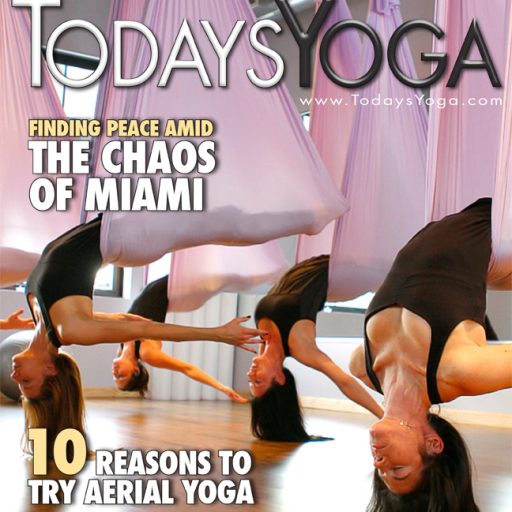 TODAYSYOGA
www.TodaysYoga.com
FINDING PEACE AMID
THE CHAOS
OF MIAMI
10 REASONS TO
TRY AERIAL YOGA